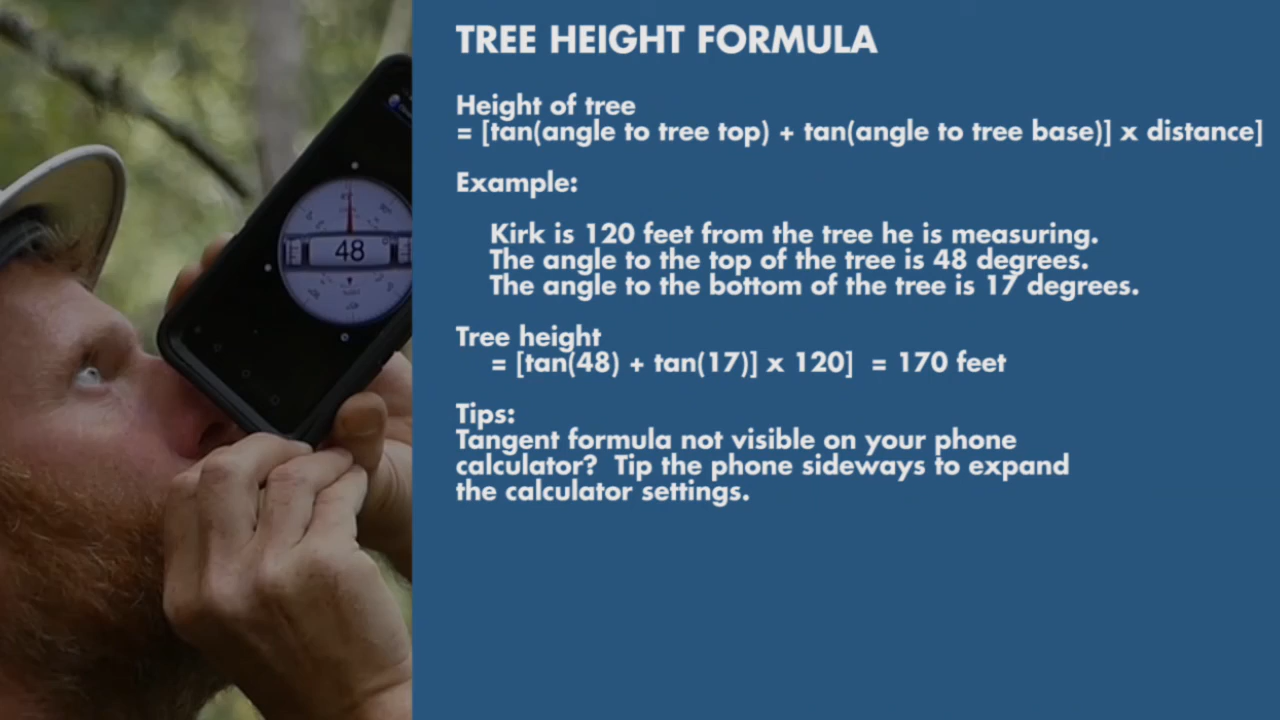 TREE HEIGHT FORMULA
Height of tree
= [tan(angle to tree top) + tan(angle to tree base)] x distance]
Example:
Kirk is 120 feet from the tree he is measuring.
The angle to the top of the tree is 48 degrees.
The angle to the bottom of the tree is 17 degrees.
Tree height
= [tan(48) + tan(17)] x 120] = 170 feet
Tips:
Tangent formula not visible on your phone
calculator? Tip the phone sideways to expand
the calculator settings.
48